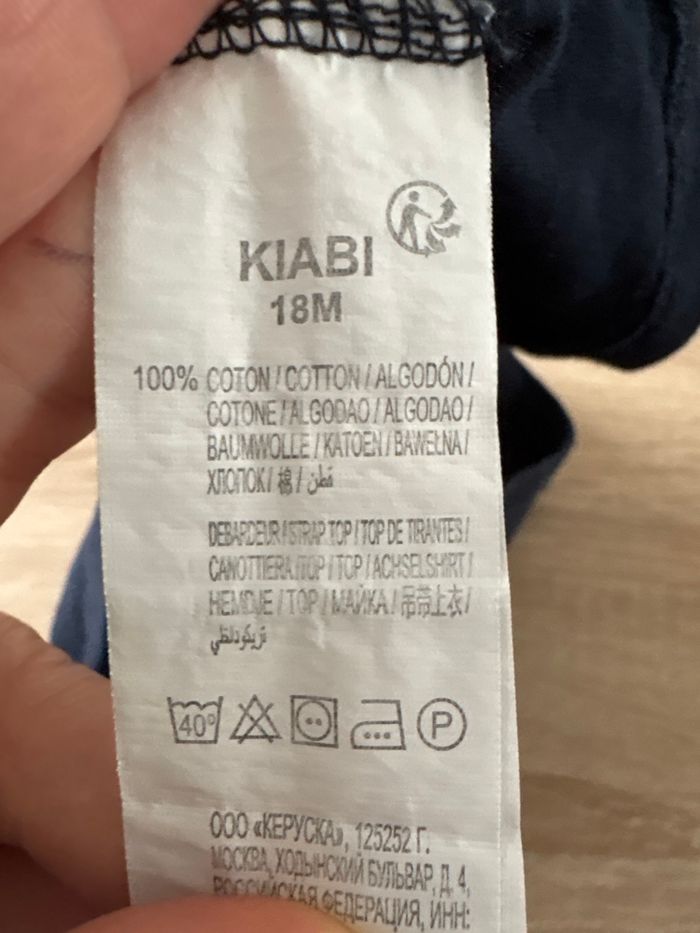 KIABI
18M
100% COTON / COTTON / ALGODÓN /
COTONE / ALGODAO / ALGODAO /
BAUMWOLLE / KATOEN / BAWEŁNA /
ХЛОПОК / 棉 / قطن
DEBARDEUR / STRAP TOP / TOP DE TIRANTES /
CANOTTIERA / TOP / TOP / ACHSELSHIRT /
HEMDJE / TOP / МАЙКА / 吊带上衣 /
40°
P
ООО «КЕРУСКА», 125252 Г.
МОСКВА, ХОДЫНСКИЙ БУЛЬВАР, Д. 4,
РОССИЙСКАЯ ФЕДЕРАЦИЯ, ИНН: